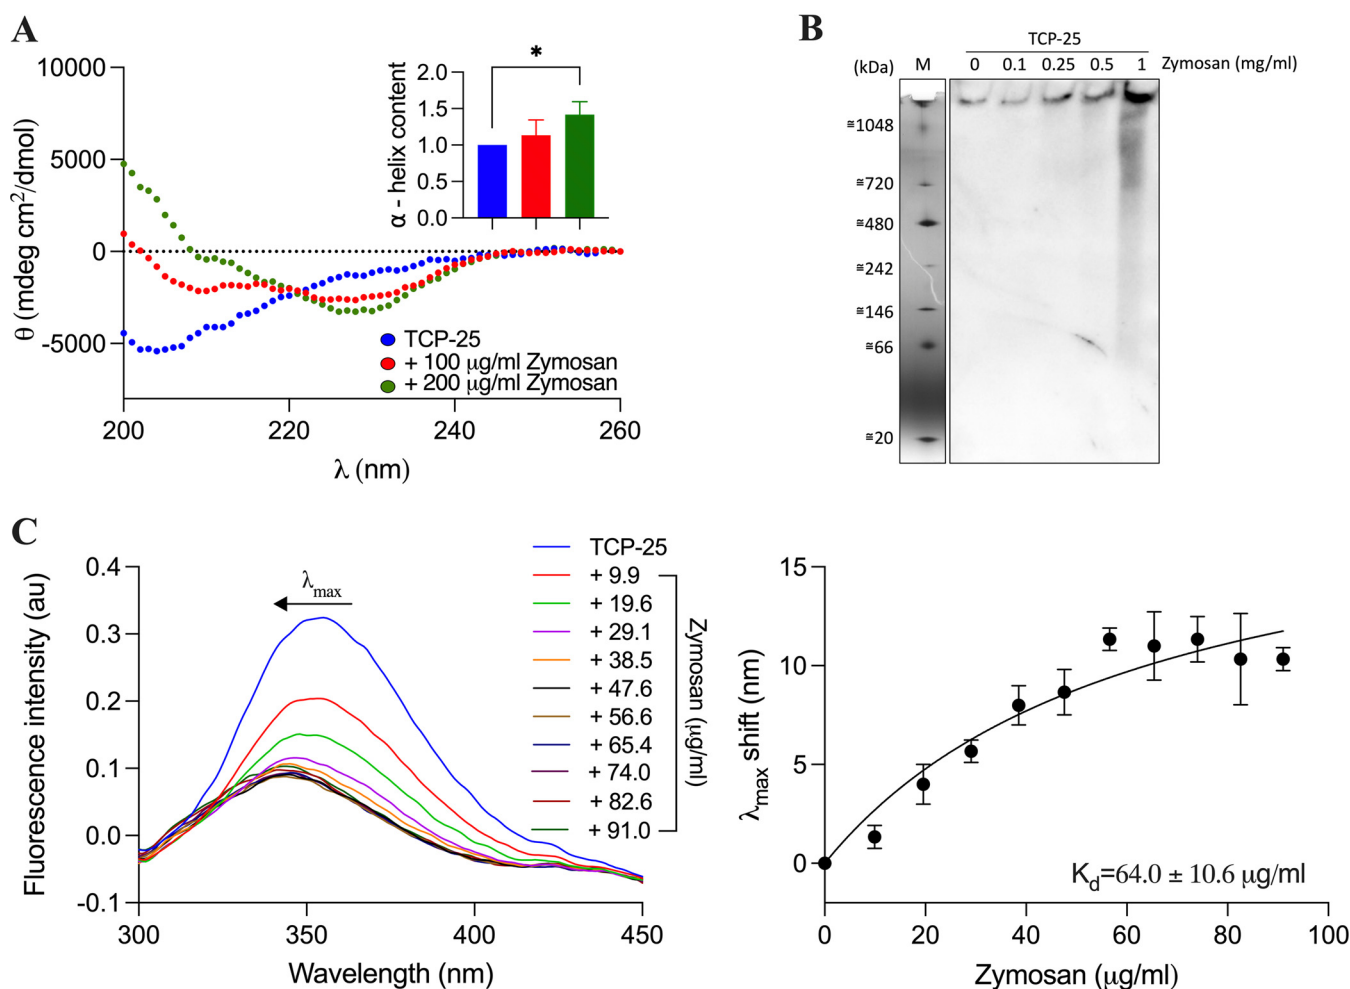 A
10000
5000
0
-5000
θ (mdeg cm²/dmol)
200
220
240
260
λ (nm)
TCP-25
+ 100 μg/ml Zymosan
+ 200 μg/ml Zymosan
*
2.0
1.5
1.0
0.5
0.0
α - helix content
B
TCP-25
(kDa) M 0 0.1 0.25 0.5 1 Zymosan (mg/ml)
≅1048
≅720
≅480
≅242
≅146
≅66
≅20
C
0.4
0.3
0.2
0.1
0.0
-0.1
Fluorescence intensity (au)
300
350
400
450
Wavelength (nm)
λmax
TCP-25
+ 9.9
+ 19.6
+ 29.1
+ 38.5
+ 47.6
+ 56.6
+ 65.4
+ 74.0
+ 82.6
+ 91.0
Zymosan (μg/ml)
15
10
5
0
λmax shift (nm)
Kd=64.0 ± 10.6 μg/ml
0
20
40
60
80
100
Zymosan (μg/ml)